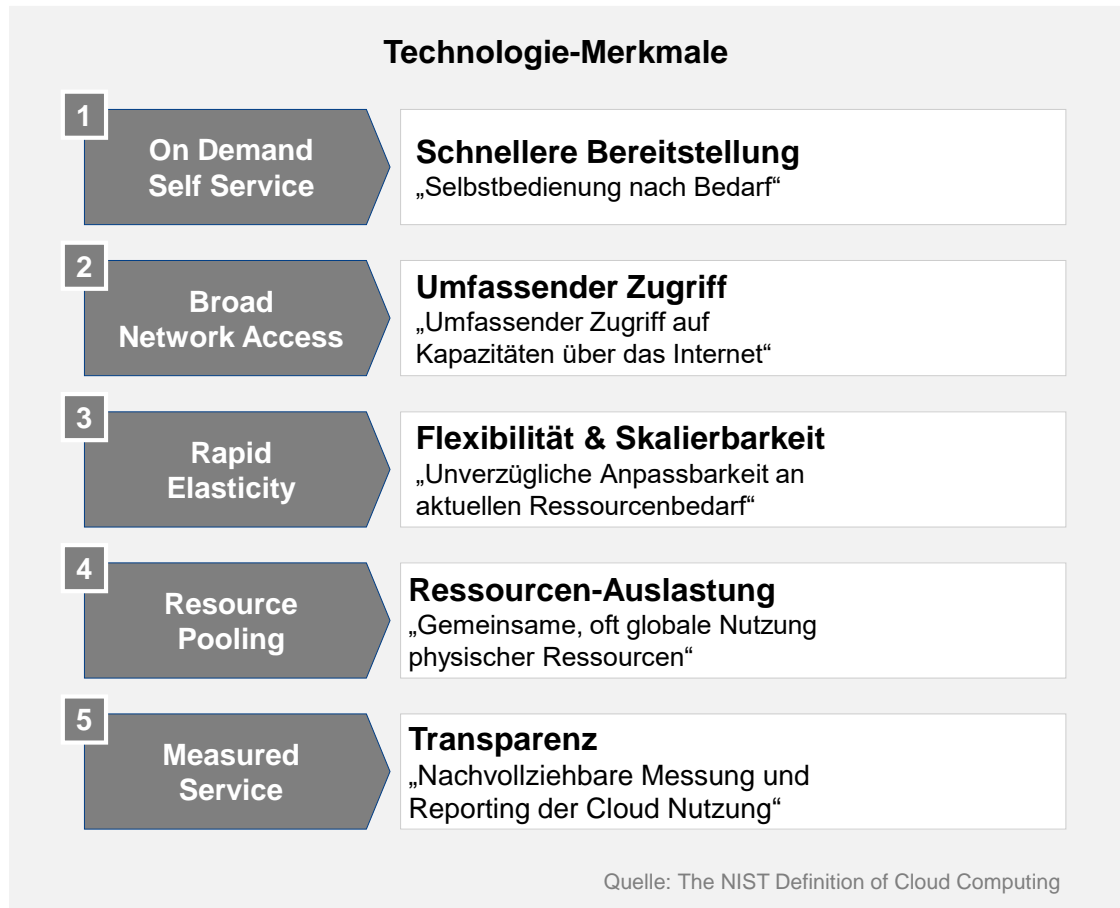 Technologie-Merkmale
1
On Demand
Self Service
Schnellere Bereitstellung
„Selbstbedienung nach Bedarf“
2
Broad
Network Access
Umfassender Zugriff
„Umfassender Zugriff auf
Kapazitäten über das Internet“
3
Rapid
Elasticity
Flexibilität & Skalierbarkeit
„Unverzügliche Anpassbarkeit an
aktuellen Ressourcenbedarf“
4
Resource
Pooling
Ressourcen-Auslastung
„Gemeinsame, oft globale Nutzung
physischer Ressourcen“
5
Measured
Service
Transparenz
„Nachvollziehbare Messung und
Reporting der Cloud Nutzung“
Quelle: The NIST Definition of Cloud Computing